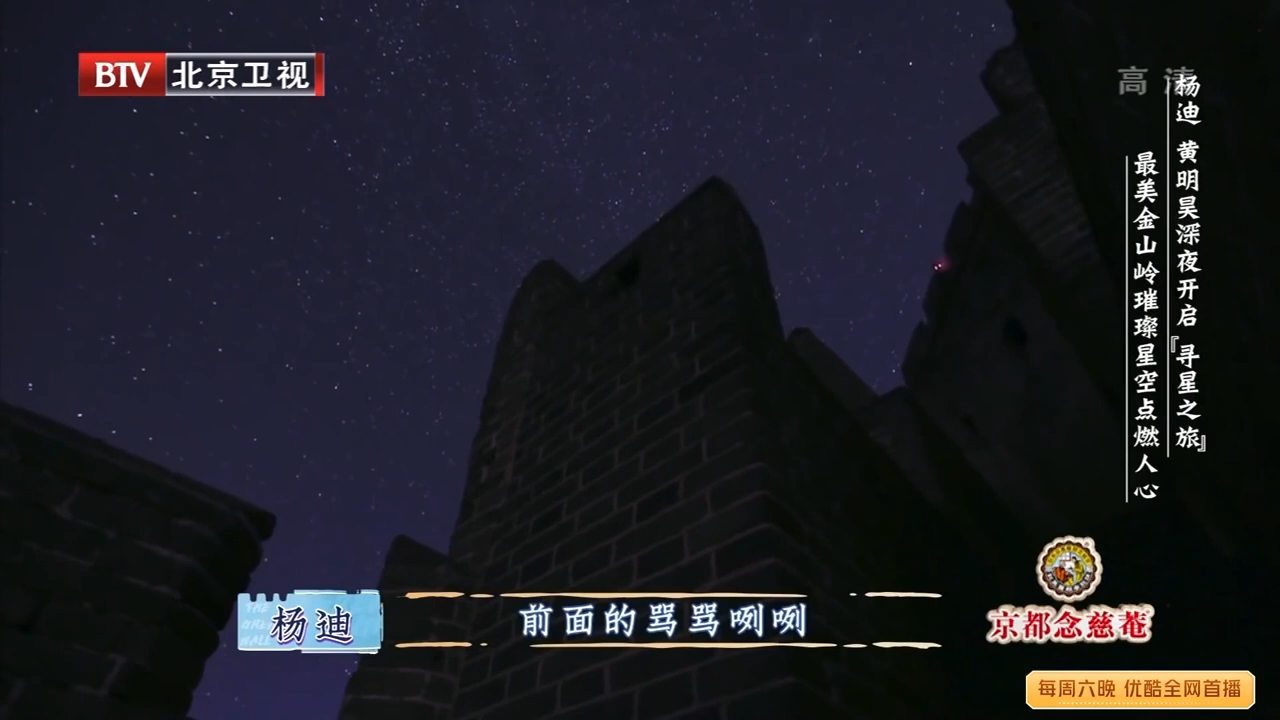 BTV 北京卫视
高清
杨迪 黄明昊深夜开启『寻星之旅』
最美金山岭璀璨星空点燃人心
THE
GREAT
WALL
杨迪
前面的骂骂咧咧
京都念慈菴
每周六晚 优酷全网首播